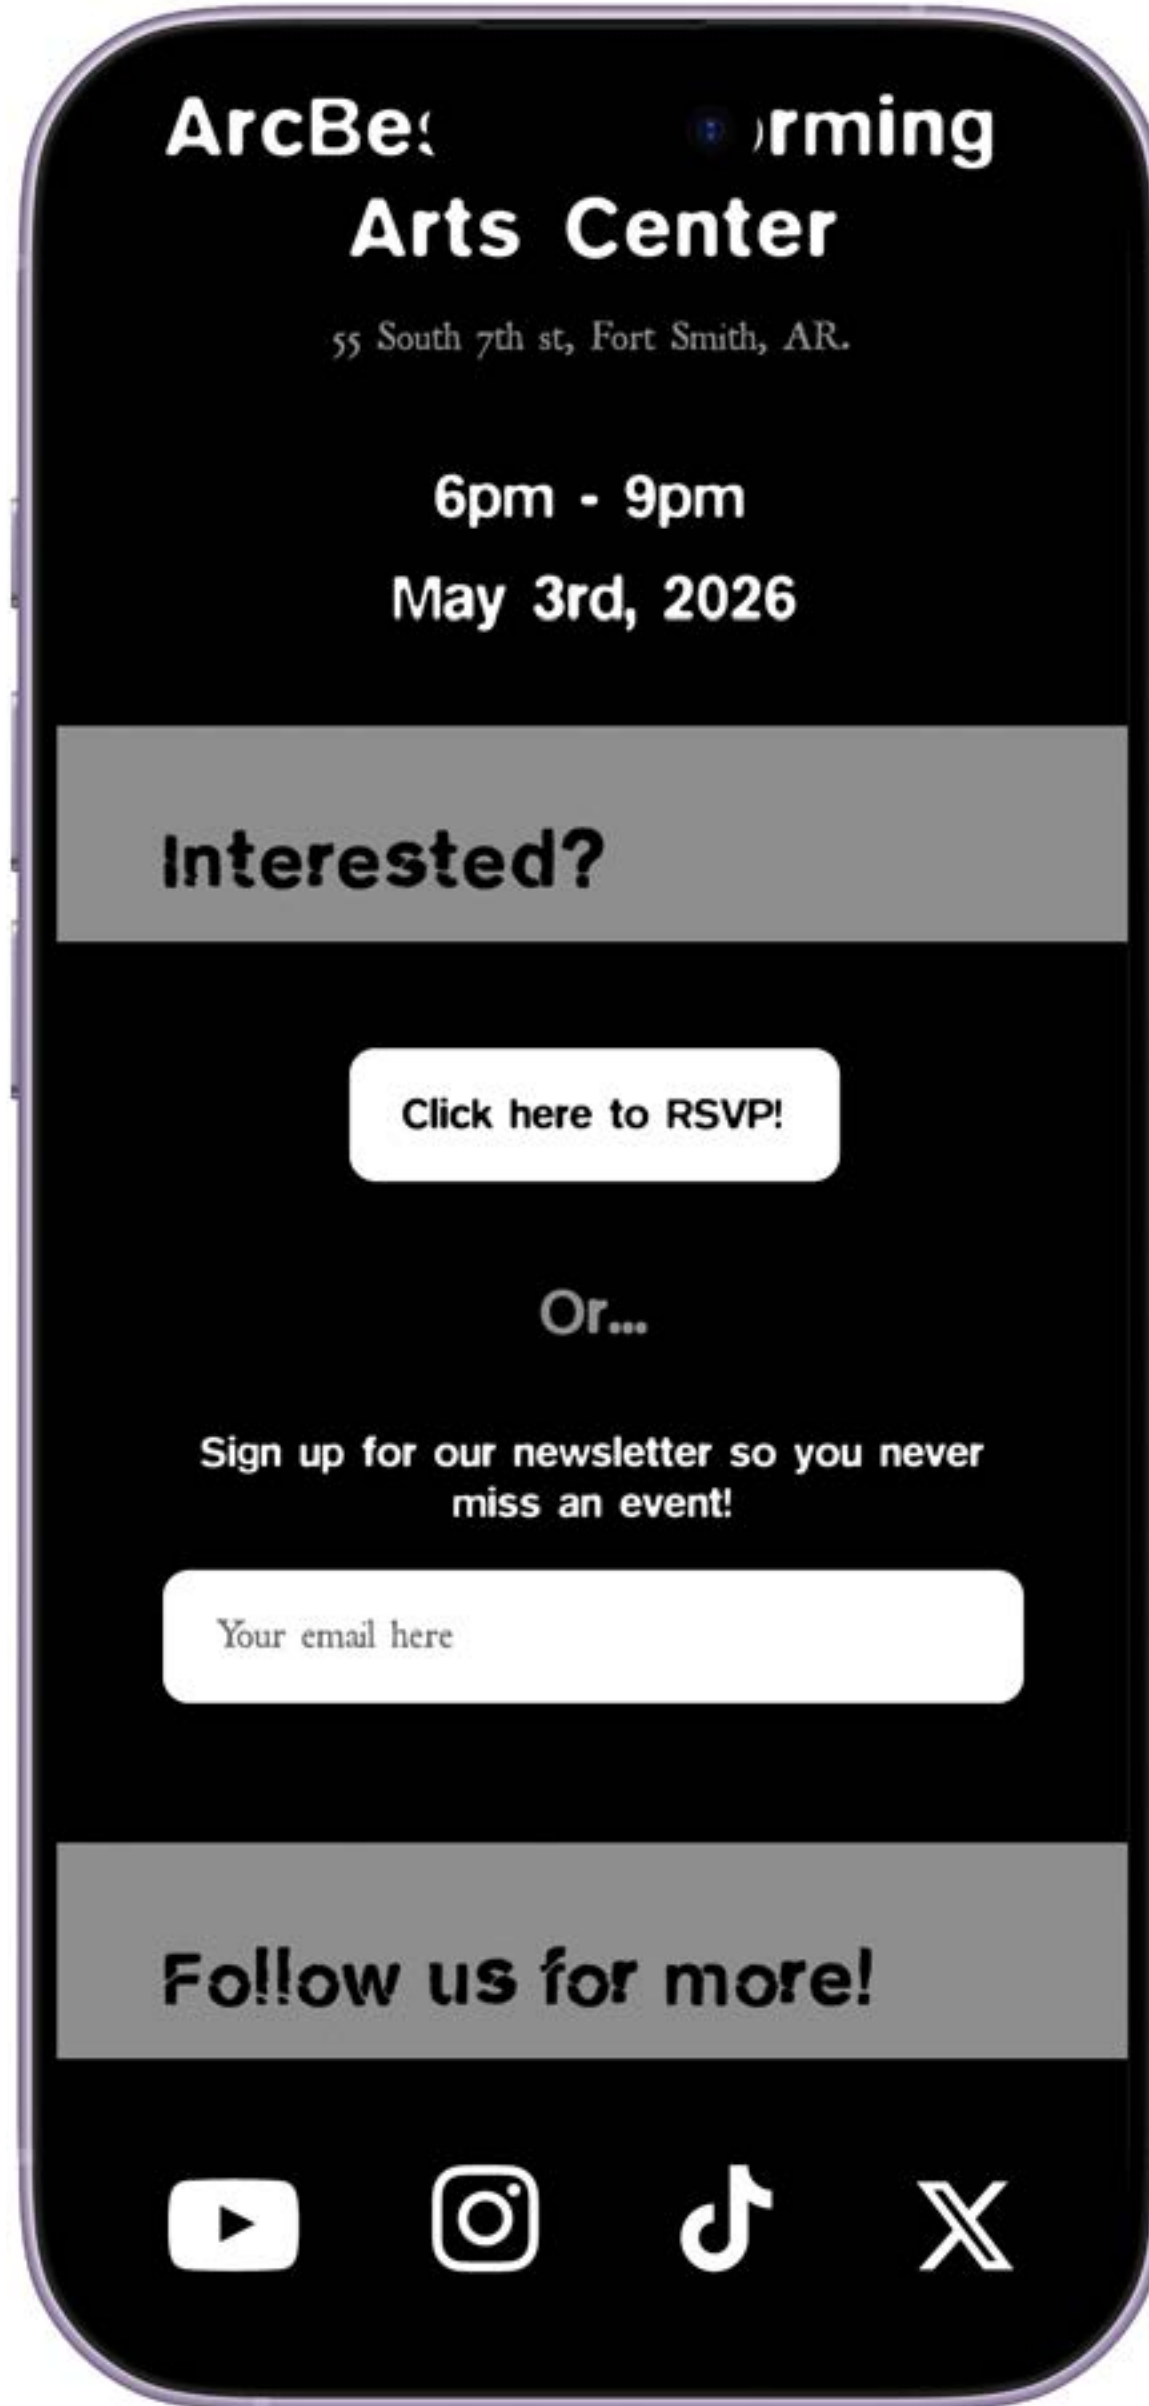 ArcBes orming
Arts Center
55 South 7th st, Fort Smith, AR.
6pm - 9pm
May 3rd, 2026
Interested?
Click here to RSVP!
Or...
Sign up for our newsletter so you never
miss an event!
Your email here
Follow us for more!